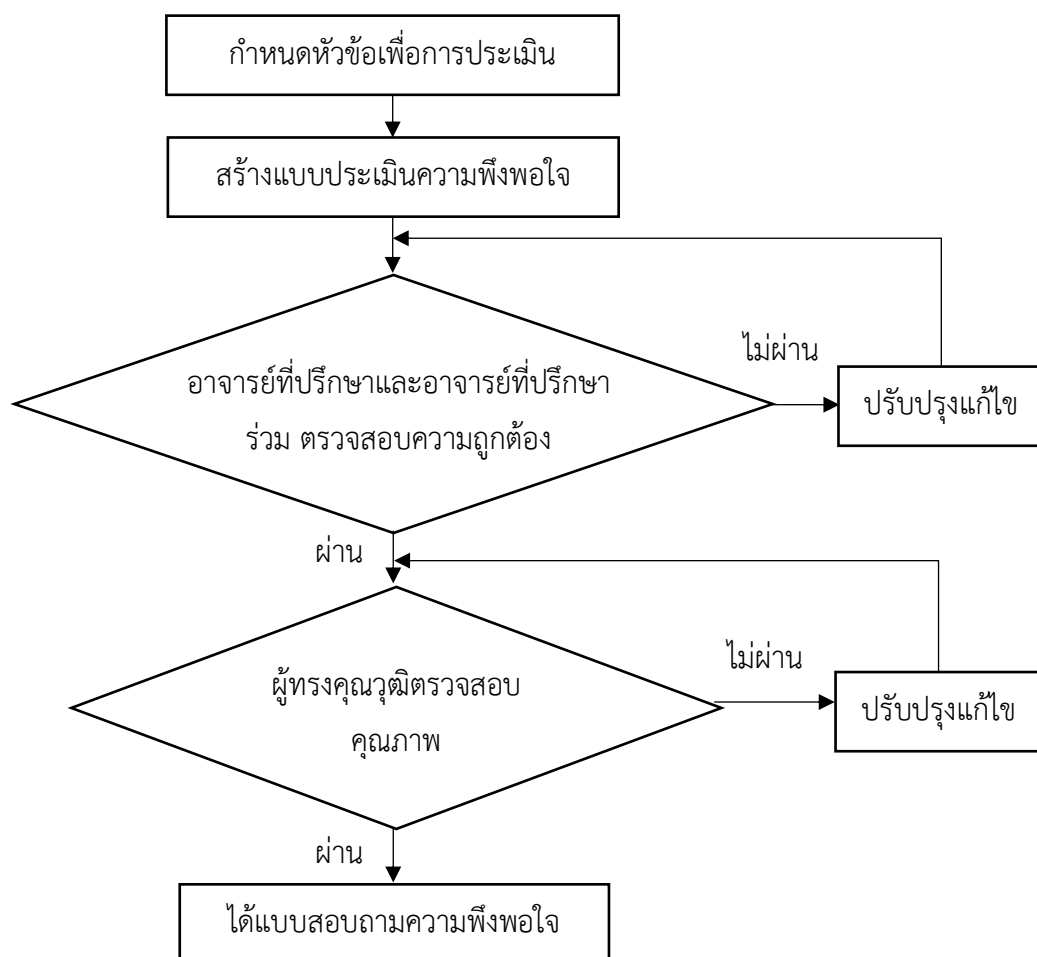 กำหนดหัวข้อเพื่อการประเมิน
สร้างแบบประเมินความพึงพอใจ
อาจารย์ที่ปรึกษาและอาจารย์ที่ปรึกษา
ร่วม ตรวจสอบความถูกต้อง
ไม่ผ่าน
ปรับปรุงแก้ไข
ผ่าน
ผู้ทรงคุณวุฒิตรวจสอบ
คุณภาพ
ไม่ผ่าน
ปรับปรุงแก้ไข
ผ่าน
ได้แบบสอบถามความพึงพอใจ